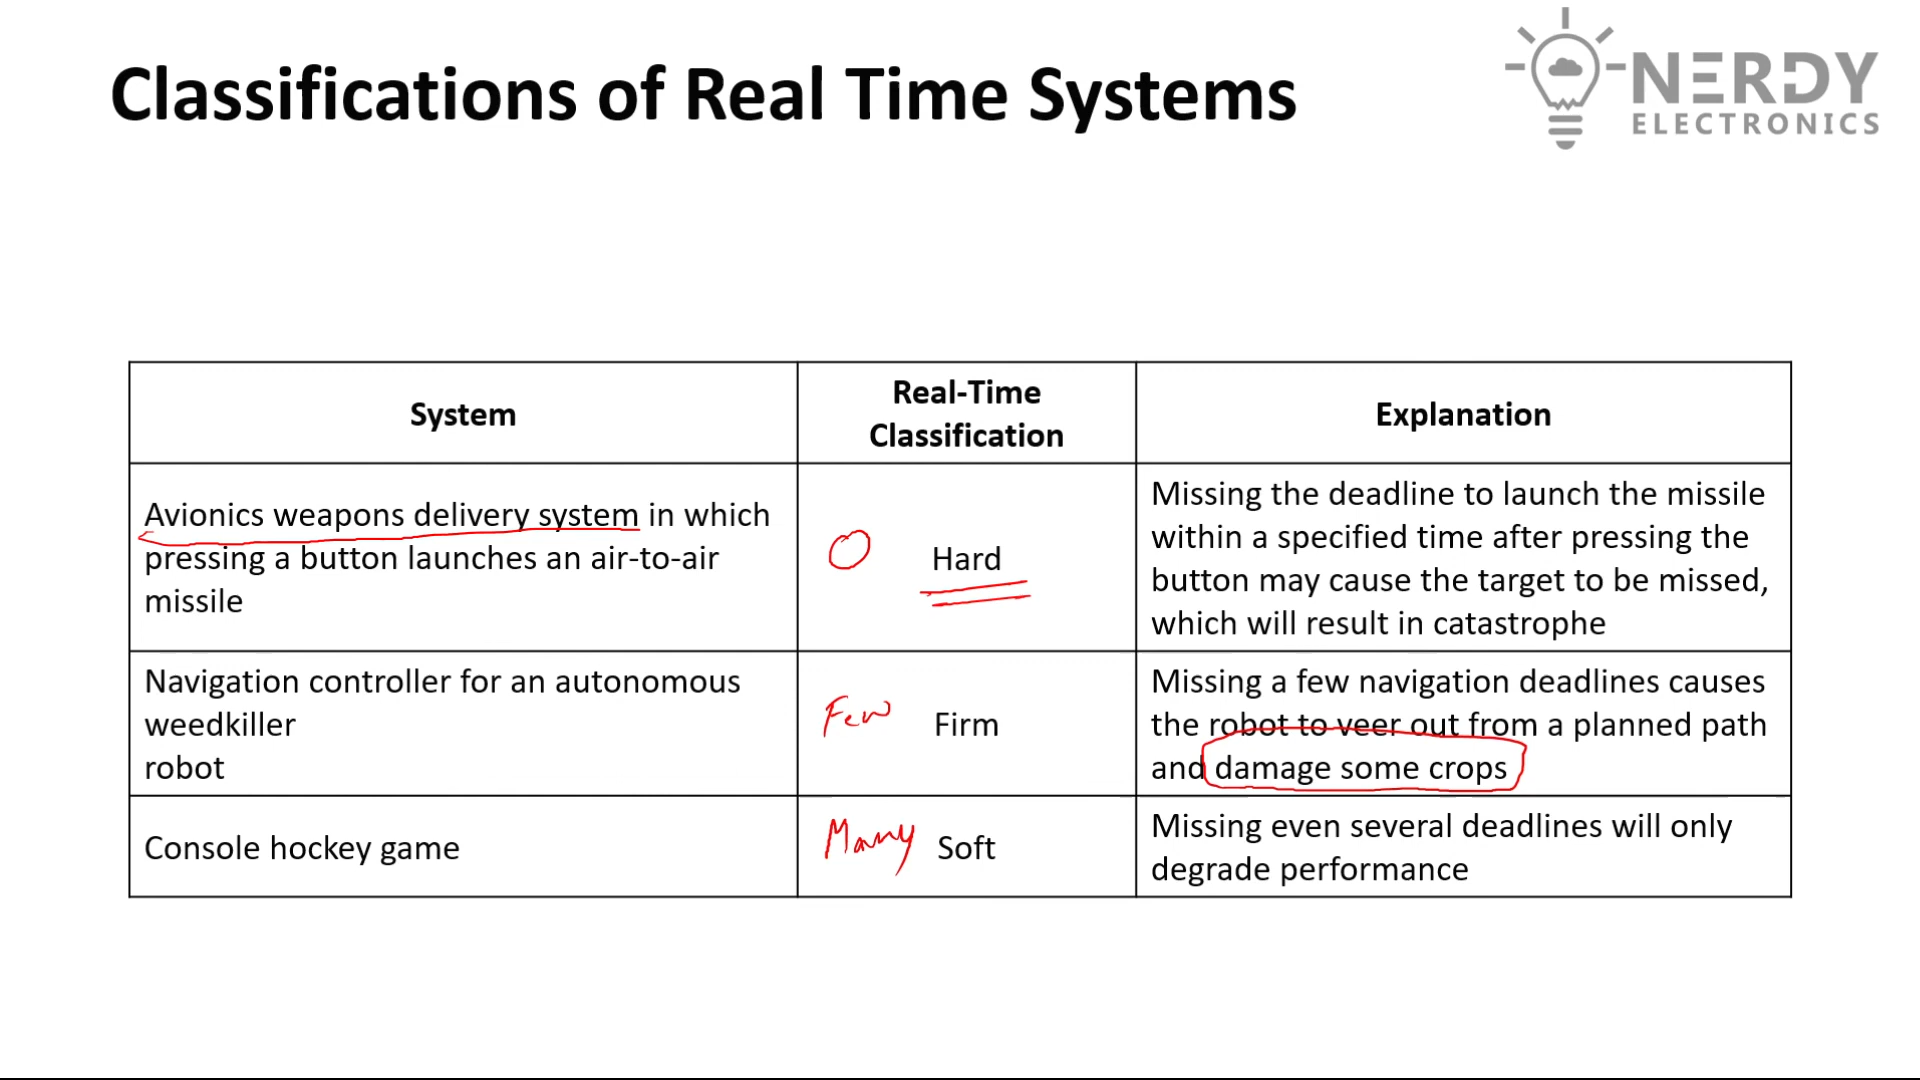 Classifications of Real Time Systems
NERDY
ELECTRONICS
System
Real-Time
Classification
Explanation
Avionics weapons delivery system in which
pressing a button launches an air-to-air
missile
O
Hard
Missing the deadline to launch the missile
within a specified time after pressing the
button may cause the target to be missed,
which will result in catastrophe
Navigation controller for an autonomous
weedkiller
robot
Few
Firm
Missing a few navigation deadlines causes
the robot to veer out from a planned path
and damage some crops
Console hockey game
Many
Soft
Missing even several deadlines will only
degrade performance